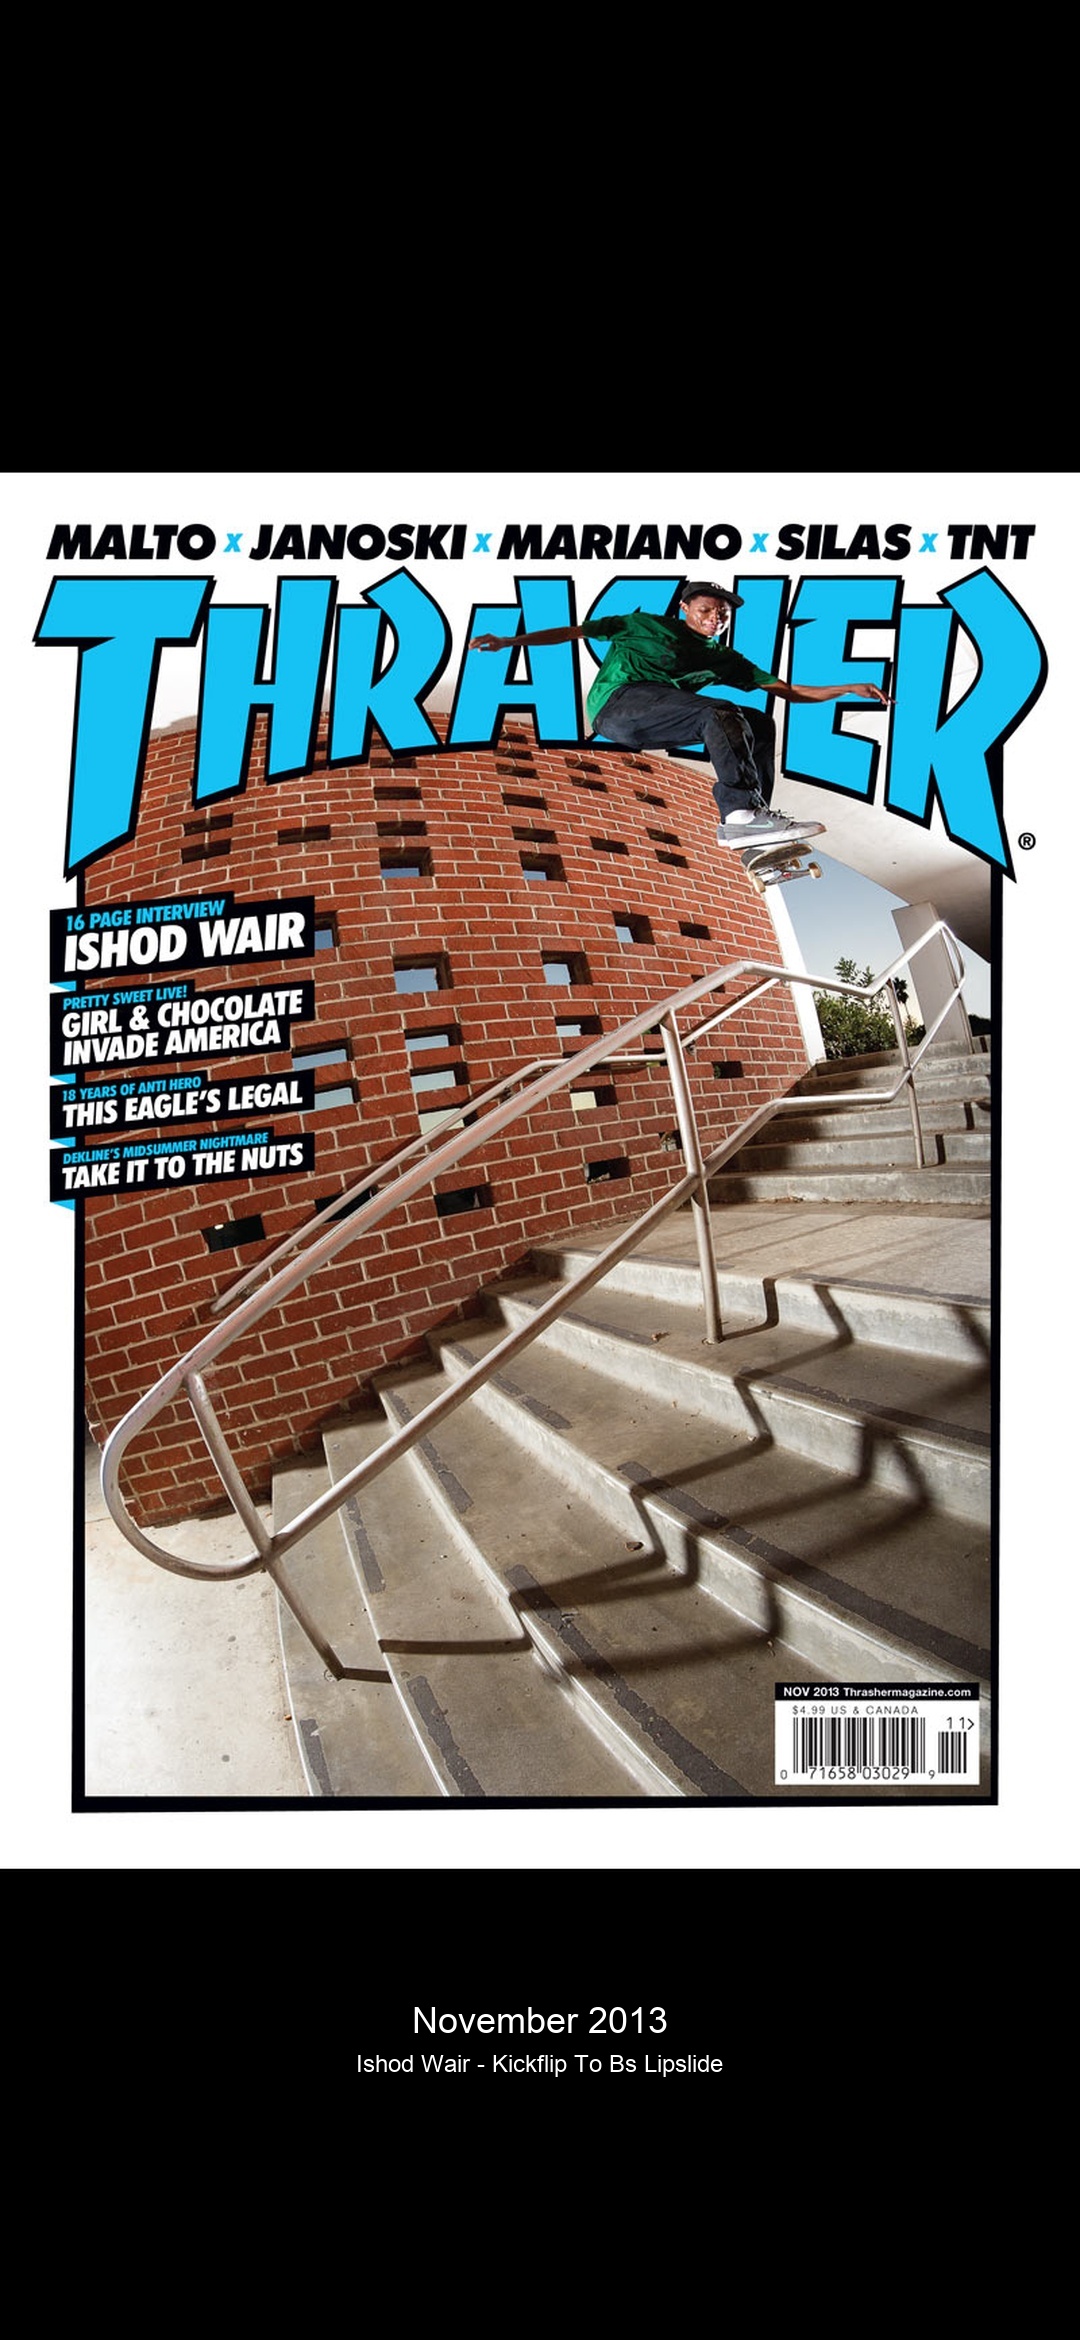 MALTO x JANOSKI x MARIANO x SILAS x TNT
THRASHER
®
16 PAGE INTERVIEW
ISHOD WAIR
PRETTY SWEET LIVE!
GIRL & CHOCOLATE
INVADE AMERICA
18 YEARS OF ANTI HERO
THIS EAGLE'S LEGAL
DEKLINE'S MIDSUMMER NIGHTMARE
TAKE IT TO THE NUTS
NOV 2013 Thrashermagazine.com
$4.99 US & CANADA
11>
0 71658 03029 9
November 2013
Ishod Wair - Kickflip To Bs Lipslide